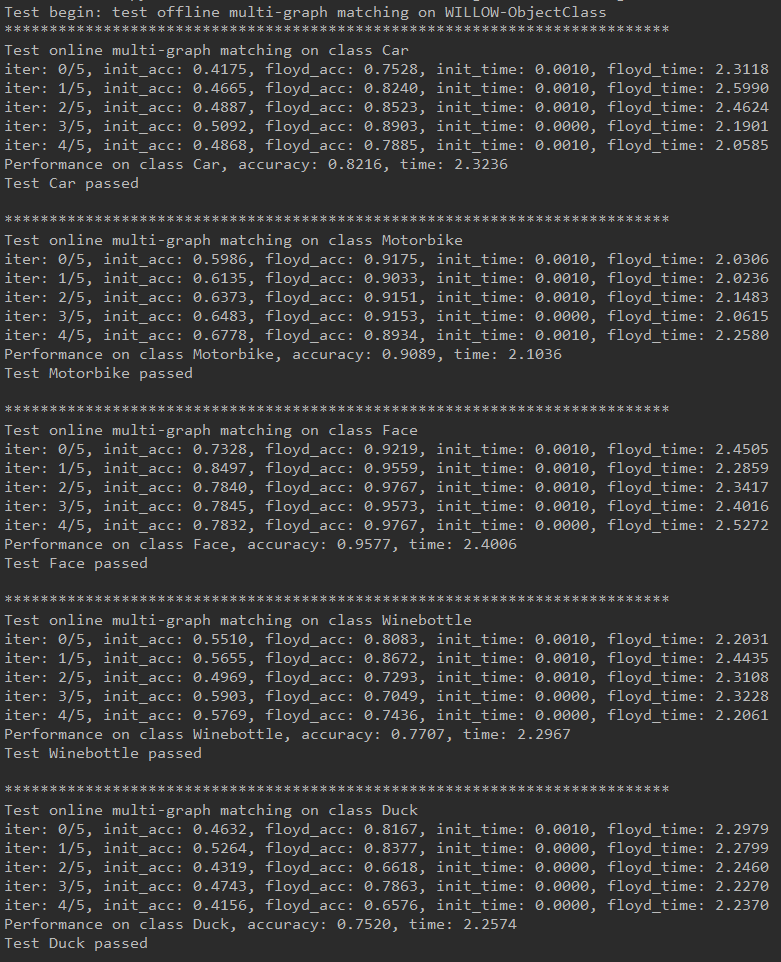 Test begin: test offline multi-graph matching on WILLOW-ObjectClass
**************************************************************************
Test online multi-graph matching on class Car
iter: 0/5, init_acc: 0.4175, floyd_acc: 0.7528, init_time: 0.0010, floyd_time: 2.3118
iter: 1/5, init_acc: 0.4665, floyd_acc: 0.8240, init_time: 0.0010, floyd_time: 2.5990
iter: 2/5, init_acc: 0.4887, floyd_acc: 0.8523, init_time: 0.0010, floyd_time: 2.4624
iter: 3/5, init_acc: 0.5092, floyd_acc: 0.8903, init_time: 0.0000, floyd_time: 2.1901
iter: 4/5, init_acc: 0.4868, floyd_acc: 0.7885, init_time: 0.0010, floyd_time: 2.0585
Performance on class Car, accuracy: 0.8216, time: 2.3236
Test Car passed
**************************************************************************
Test online multi-graph matching on class Motorbike
iter: 0/5, init_acc: 0.5986, floyd_acc: 0.9175, init_time: 0.0010, floyd_time: 2.0306
iter: 1/5, init_acc: 0.6135, floyd_acc: 0.9033, init_time: 0.0010, floyd_time: 2.0236
iter: 2/5, init_acc: 0.6373, floyd_acc: 0.9151, init_time: 0.0010, floyd_time: 2.1483
iter: 3/5, init_acc: 0.6483, floyd_acc: 0.9153, init_time: 0.0000, floyd_time: 2.0615
iter: 4/5, init_acc: 0.6778, floyd_acc: 0.8934, init_time: 0.0010, floyd_time: 2.2580
Performance on class Motorbike, accuracy: 0.9089, time: 2.1036
Test Motorbike passed
**************************************************************************
Test online multi-graph matching on class Face
iter: 0/5, init_acc: 0.7328, floyd_acc: 0.9219, init_time: 0.0010, floyd_time: 2.4505
iter: 1/5, init_acc: 0.8497, floyd_acc: 0.9559, init_time: 0.0010, floyd_time: 2.2859
iter: 2/5, init_acc: 0.7840, floyd_acc: 0.9767, init_time: 0.0010, floyd_time: 2.3417
iter: 3/5, init_acc: 0.7845, floyd_acc: 0.9573, init_time: 0.0010, floyd_time: 2.4016
iter: 4/5, init_acc: 0.7832, floyd_acc: 0.9767, init_time: 0.0000, floyd_time: 2.5272
Performance on class Face, accuracy: 0.9577, time: 2.4006
Test Face passed
**************************************************************************
Test online multi-graph matching on class Winebottle
iter: 0/5, init_acc: 0.5510, floyd_acc: 0.8083, init_time: 0.0010, floyd_time: 2.2031
iter: 1/5, init_acc: 0.5655, floyd_acc: 0.8672, init_time: 0.0010, floyd_time: 2.4435
iter: 2/5, init_acc: 0.4969, floyd_acc: 0.7293, init_time: 0.0010, floyd_time: 2.3108
iter: 3/5, init_acc: 0.5903, floyd_acc: 0.7049, init_time: 0.0000, floyd_time: 2.3228
iter: 4/5, init_acc: 0.5769, floyd_acc: 0.7436, init_time: 0.0000, floyd_time: 2.2061
Performance on class Winebottle, accuracy: 0.7707, time: 2.2967
Test Winebottle passed
**************************************************************************
Test online multi-graph matching on class Duck
iter: 0/5, init_acc: 0.4632, floyd_acc: 0.8167, init_time: 0.0010, floyd_time: 2.2979
iter: 1/5, init_acc: 0.5264, floyd_acc: 0.8377, init_time: 0.0000, floyd_time: 2.2799
iter: 2/5, init_acc: 0.4319, floyd_acc: 0.6618, init_time: 0.0000, floyd_time: 2.2460
iter: 3/5, init_acc: 0.4743, floyd_acc: 0.7863, init_time: 0.0000, floyd_time: 2.2270
iter: 4/5, init_acc: 0.4156, floyd_acc: 0.6576, init_time: 0.0000, floyd_time: 2.2370
Performance on class Duck, accuracy: 0.7520, time: 2.2574
Test Duck passed